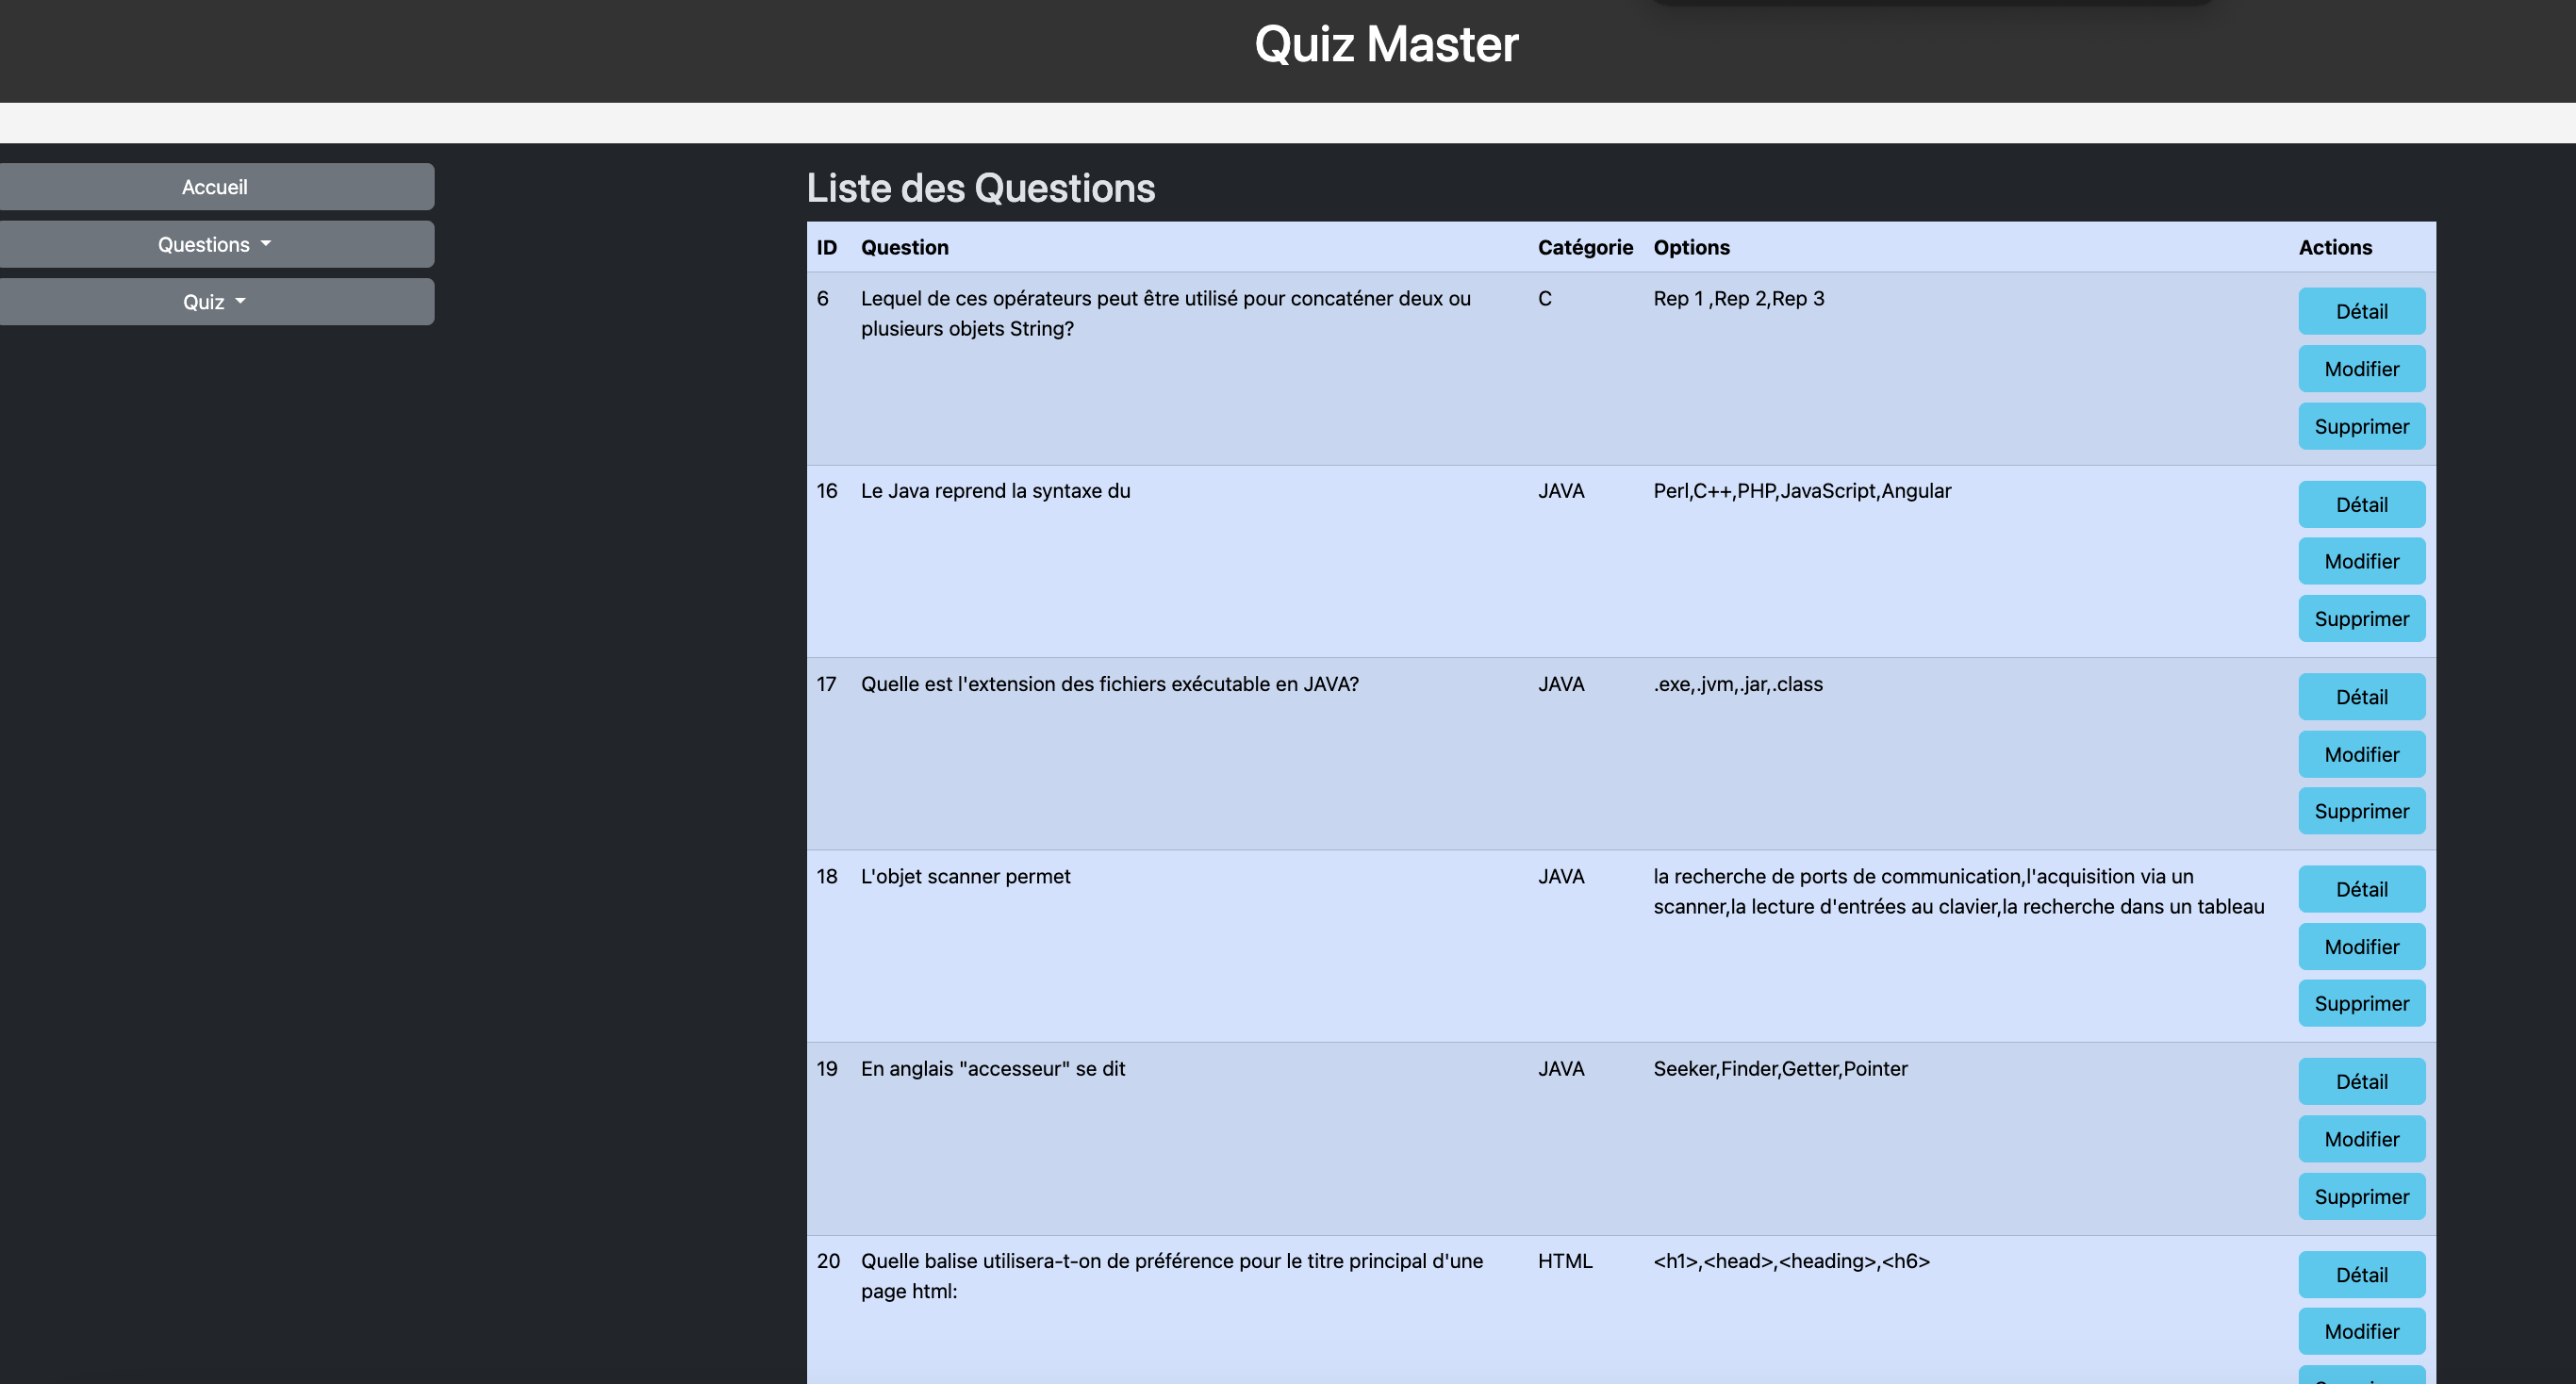 Quiz Master
Accueil
Questions
Quiz
Liste des Questions
ID Question Catégorie Options Actions
6 Lequel de ces opérateurs peut être utilisé pour concaténer deux ou C Rep 1 ,Rep 2,Rep 3
plusieurs objets String?
Détail
Modifier
Supprimer
16 Le Java reprend la syntaxe du JAVA Perl,C++,PHP,JavaScript,Angular
Détail
Modifier
Supprimer
17 Quelle est l'extension des fichiers exécutable en JAVA? JAVA .exe,.jvm,.jar,.class
Détail
Modifier
Supprimer
18 L'objet scanner permet JAVA la recherche de ports de communication,l'acquisition via un
scanner,la lecture d'entrées au clavier,la recherche dans un tableau
Détail
Modifier
Supprimer
19 En anglais "accesseur" se dit JAVA Seeker,Finder,Getter,Pointer
Détail
Modifier
Supprimer
20 Quelle balise utilisera-t-on de préférence pour le titre principal d'une HTML <h1>,<head>,<heading>,<h6>
page html:
Détail
Modifier